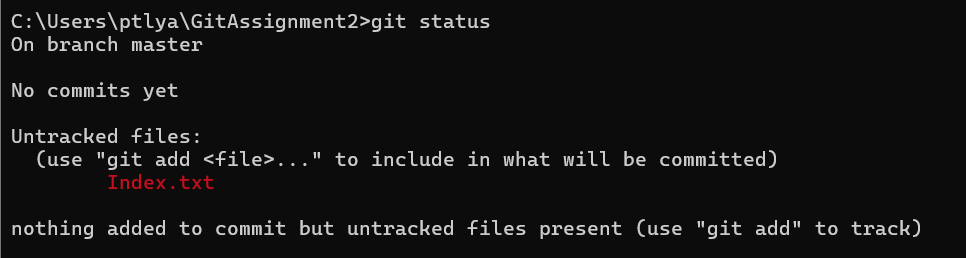 C:\Users\ptlya\GitAssignment2>git status
On branch master
No commits yet
Untracked files:
(use "git add <file>..." to include in what will be committed)
Index.txt
nothing added to commit but untracked files present (use "git add" to track)